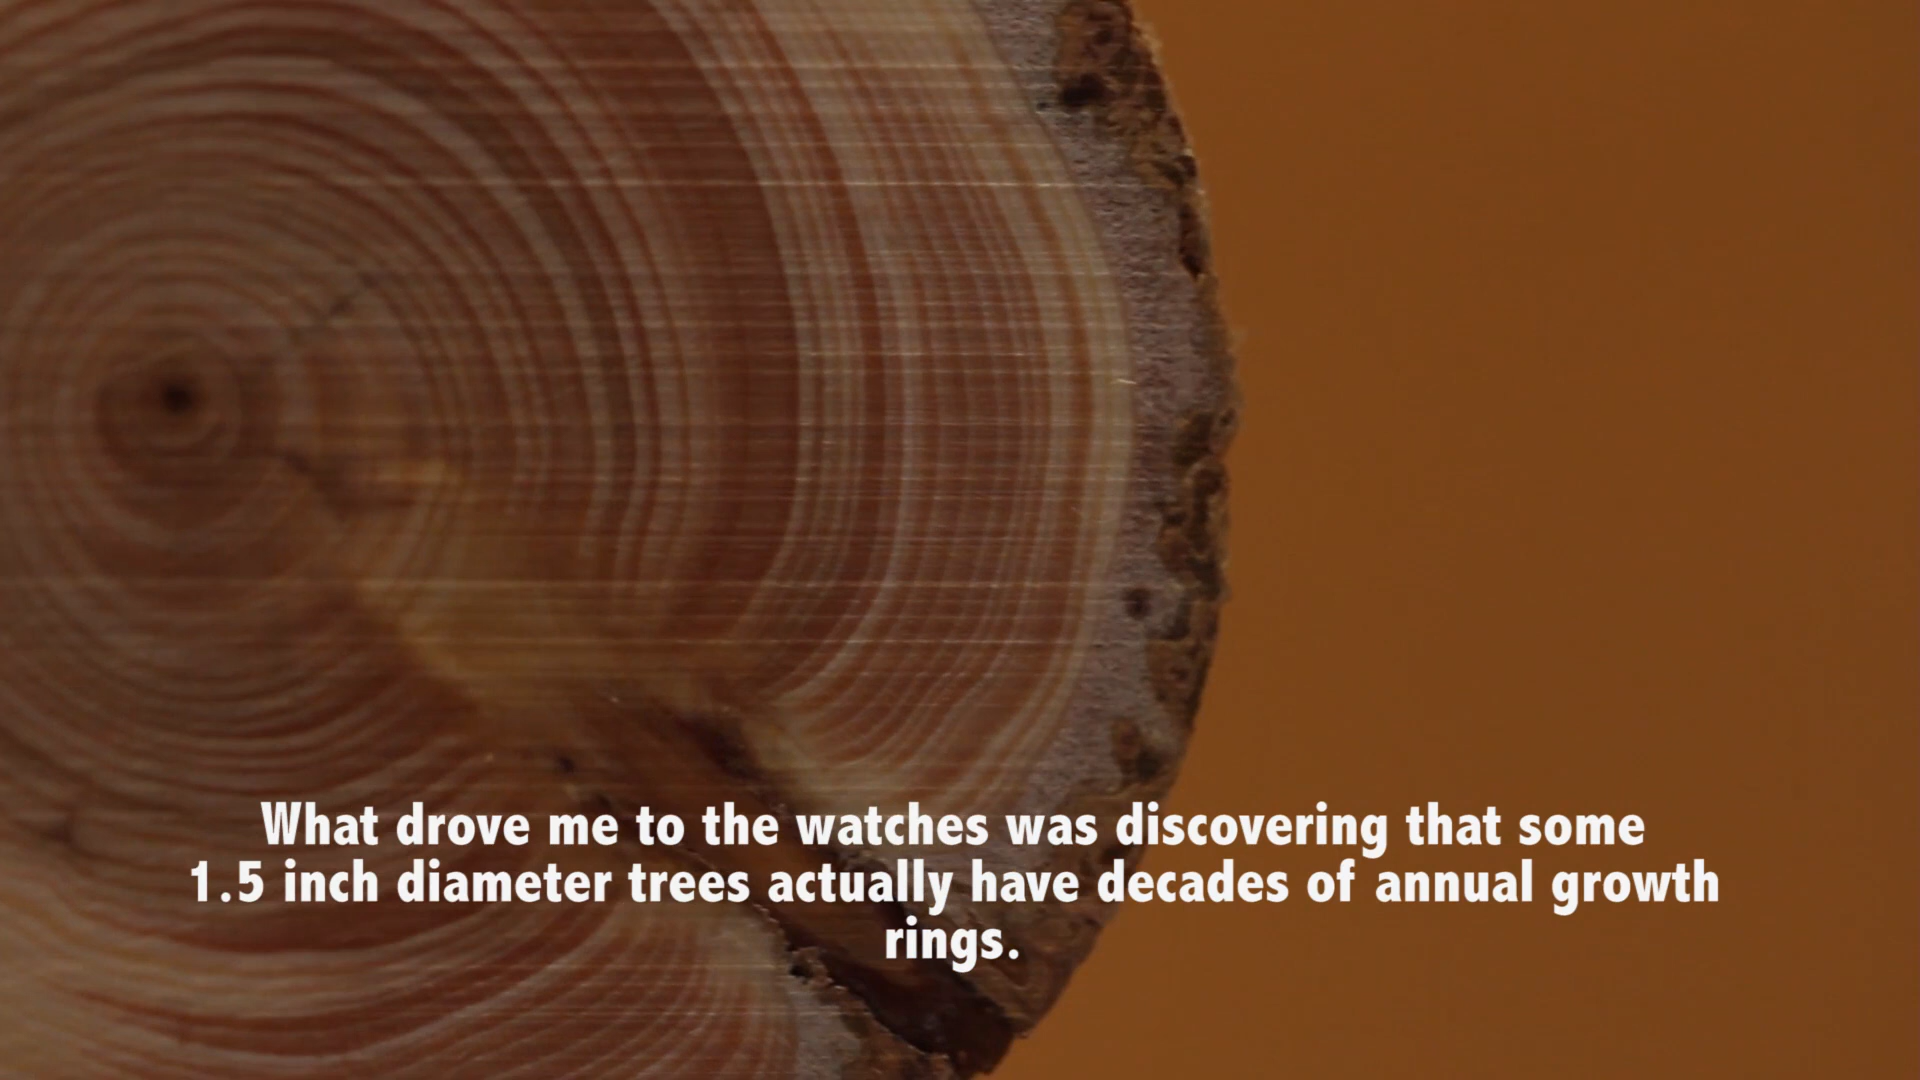 What drove me to the watches was discovering that some
1.5 inch diameter trees actually have decades of annual growth
rings.